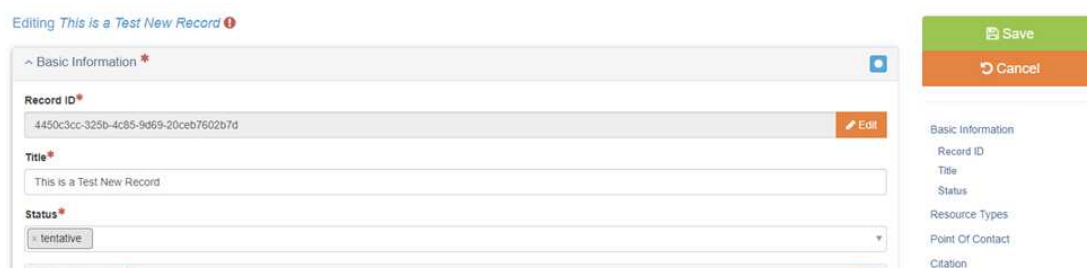 Editing This is a Test New Record
Basic Information *
Record ID*
4450c3cc-325b-4c85-9d69-20ceb7602b7d
Edit
Title*
This is a Test New Record
Status*
× tentative
Save
Cancel
Basic Information
Record ID
Title
Status
Resource Types
Point Of Contact
Citation